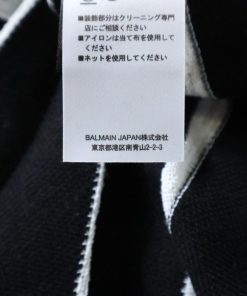 ■装飾部分はクリーニング専門
店にご相談ください
■アイロンは当て布を使用して
ください
■ネットを使用してください
BALMAIN JAPAN株式会社
東京都港区南青山2-2-3